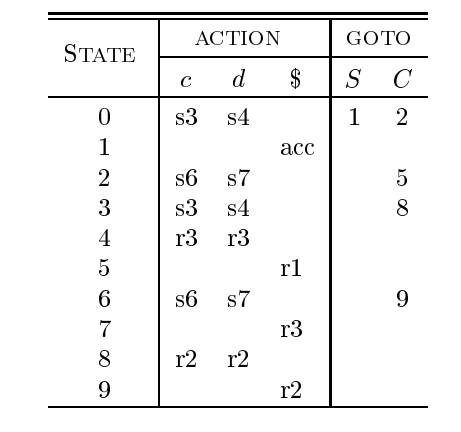 STATE ACTION GOTO
c d $ S C
0 s3 s4 1 2
1 acc
2 s6 s7 5
3 s3 s4 8
4 r3 r3
5 r1
6 s6 s7 9
7 r3
8 r2 r2
9 r2